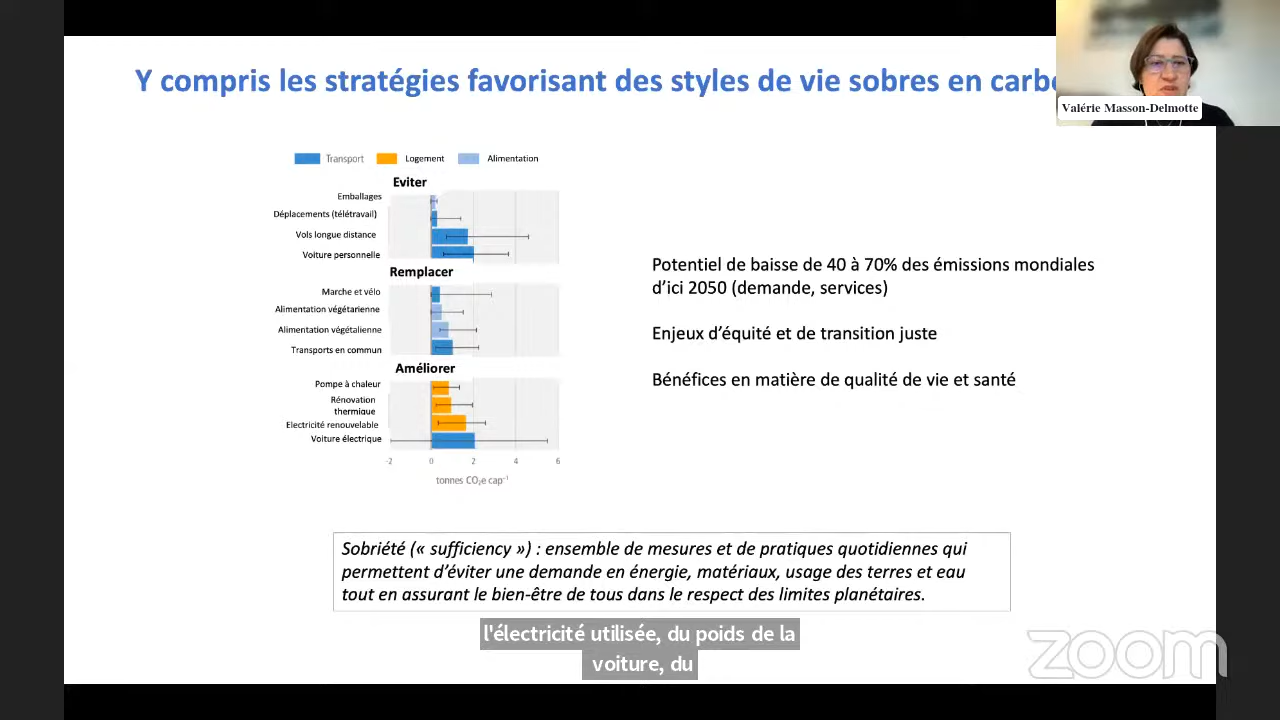 Y compris les stratégies favorisant des styles de vie sobres en carb
Valérie Masson-Delmotte
Transport Logement Alimentation
Eviter
Emballages
Déplacements (télétravail)
Vols longue distance
Voiture personnelle
Remplacer
Marche et vélo
Alimentation végétarienne
Alimentation végétalienne
Transports en commun
Améliorer
Pompe à chaleur
Rénovation
thermique
Electricité renouvelable
Voiture électrique
-2 0 2 4 6
tonnes CO₂e cap⁻¹
Potentiel de baisse de 40 à 70% des émissions mondiales
d’ici 2050 (demande, services)
Enjeux d’équité et de transition juste
Bénéfices en matière de qualité de vie et santé
Sobriété (« sufficiency ») : ensemble de mesures et de pratiques quotidiennes qui
permettent d’éviter une demande en énergie, matériaux, usage des terres et eau
tout en assurant le bien-être de tous dans le respect des limites planétaires.
l'électricité utilisée, du poids de la
voiture, du
zoom